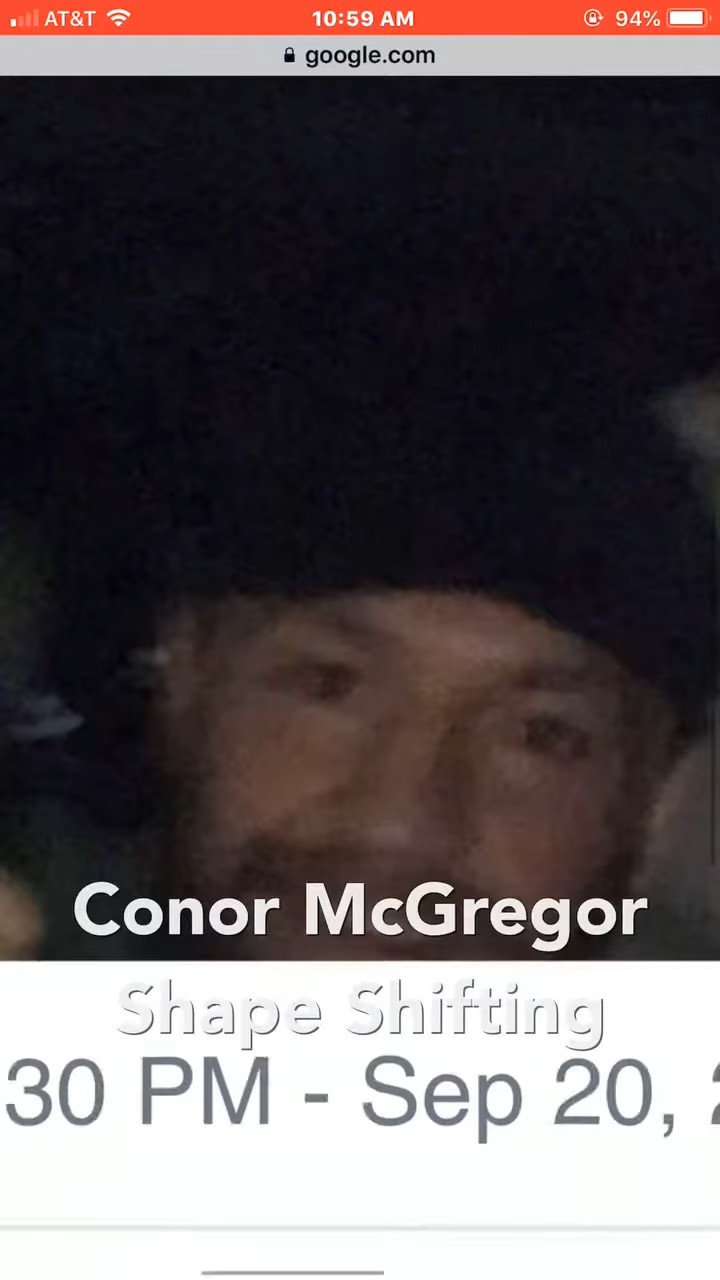 AT&T 10:59 AM 94%
google.com
Conor McGregor
Shape Shifting
30 PM - Sep 20,